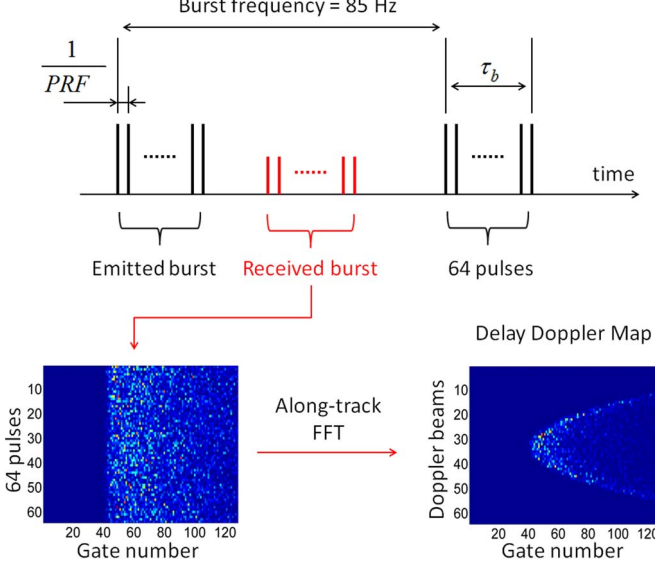 Burst frequency = 85 Hz
1
PRF
τb
......
......
......
time
Emitted burst
Received burst
64 pulses
Delay Doppler Map
64 pulses
10
20
30
40
50
60
20 40 60 80 100 120
Gate number
Along-track
FFT
Doppler beams
10
20
30
40
50
60
20 40 60 80 100 120
Gate number